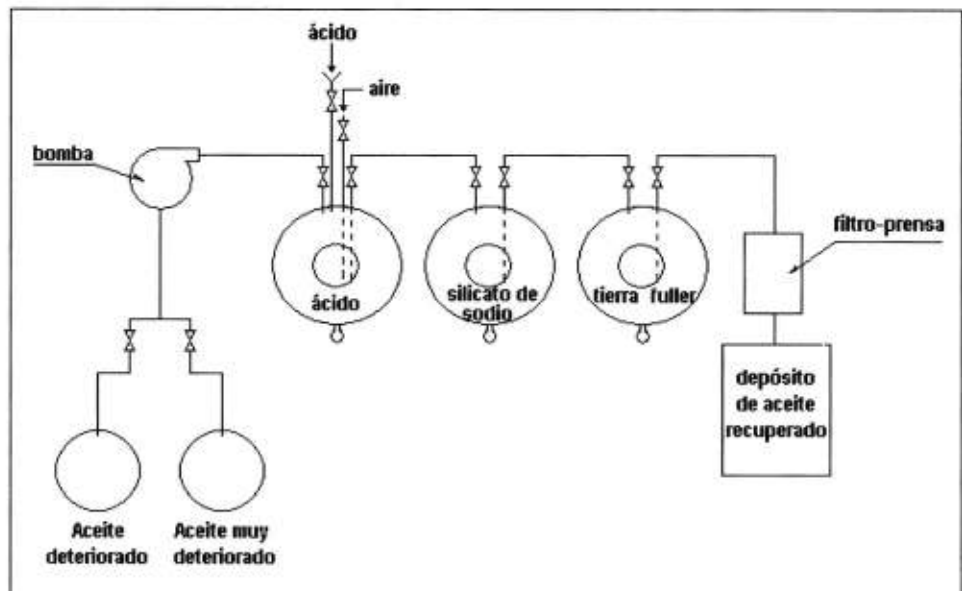 ácido
aire
bomba
filtro-prensa
ácido
silicato de
sodio
tierra fuller
depósito
de aceite
recuperado
Aceite
deteriorado
Aceite muy
deteriorado